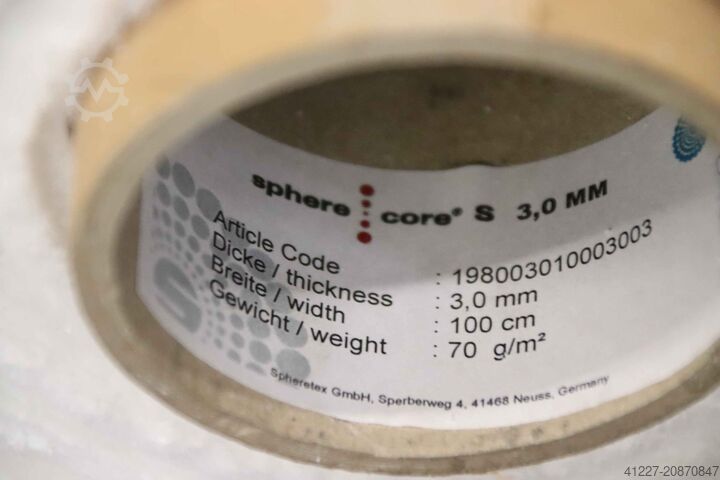 sphere core® S 3,0 MM
Article Code : 198003010003003
Dicke / thickness : 3,0 mm
Breite / width : 100 cm
Gewicht / weight : 70 g/m²
Spheretex GmbH, Sperberweg 4, 41468 Neuss, Germany
41227-20870847